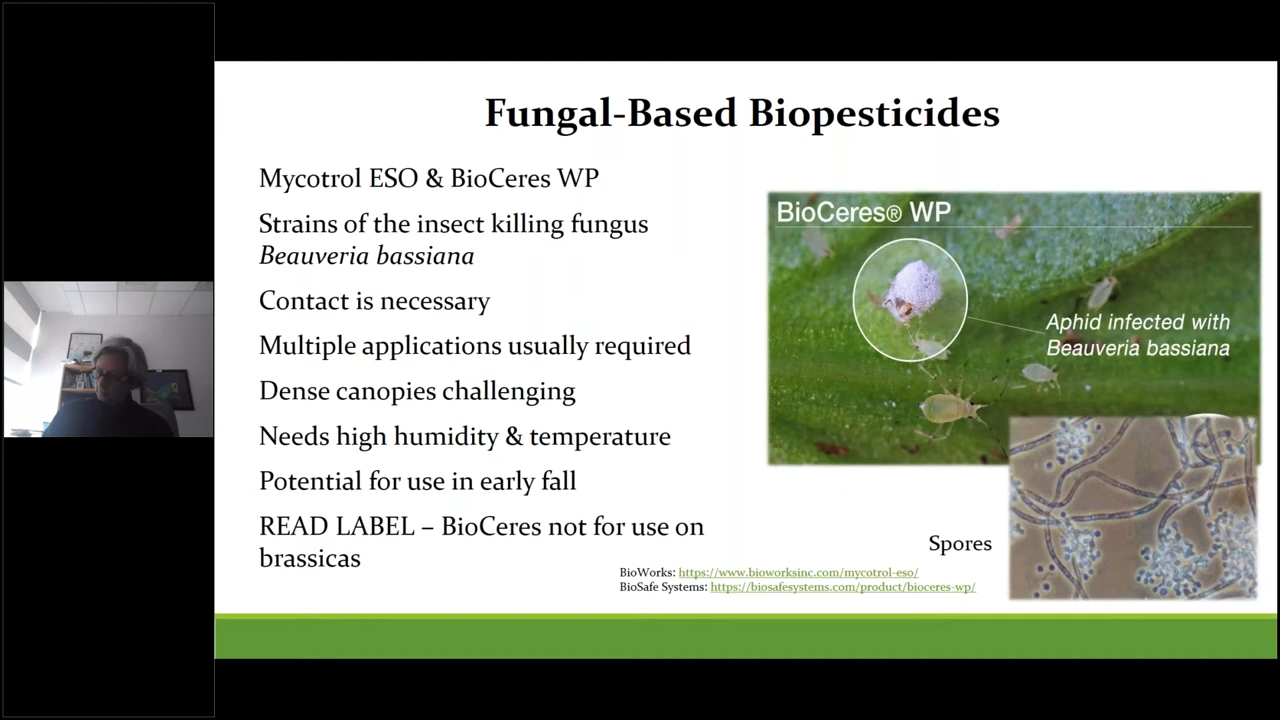 Fungal-Based Biopesticides
Mycotrol ESO & BioCeres WP
Strains of the insect killing fungus
Beauveria bassiana
Contact is necessary
Multiple applications usually required
Dense canopies challenging
Needs high humidity & temperature
Potential for use in early fall
READ LABEL – BioCeres not for use on
brassicas
BioCeres® WP
Aphid infected with
Beauveria bassiana
Spores
BioWorks: https://www.bioworksinc.com/mycotrol-eso/
BioSafe Systems: https://biosafesystems.com/product/bioceres-wp/